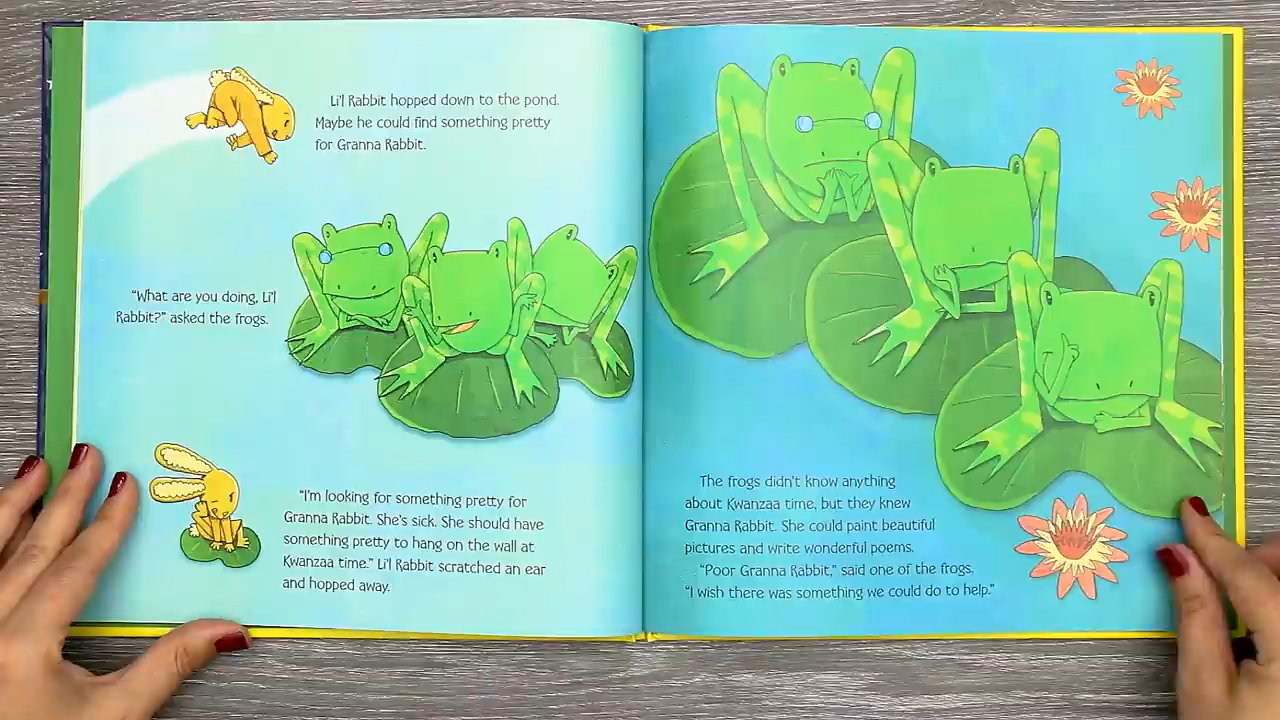 Li'l Rabbit hopped down to the pond.
Maybe he could find something pretty
for Granna Rabbit.
"What are you doing, Li'l
Rabbit?" asked the frogs.
"I'm looking for something pretty for
Granna Rabbit. She's sick. She should have
something pretty to hang on the wall at
Kwanzaa time." Li'l Rabbit scratched an ear
and hopped away.
The frogs didn't know anything
about Kwanzaa time, but they knew
Granna Rabbit. She could paint beautiful
pictures and write wonderful poems.
"Poor Granna Rabbit," said one of the frogs.
"I wish there was something we could do to help."